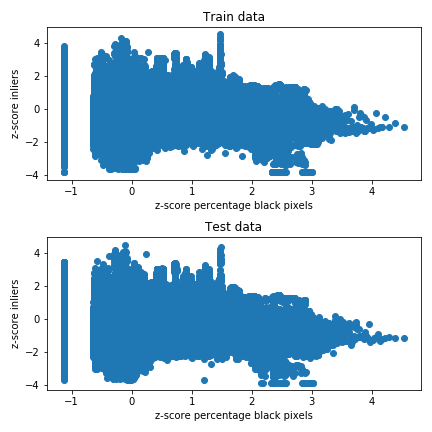 Train data
4
2
0
−2
−4
z-score inliers
−1 0 1 2 3 4
z-score percentage black pixels
Test data
4
2
0
−2
−4
z-score inliers
−1 0 1 2 3 4
z-score percentage black pixels